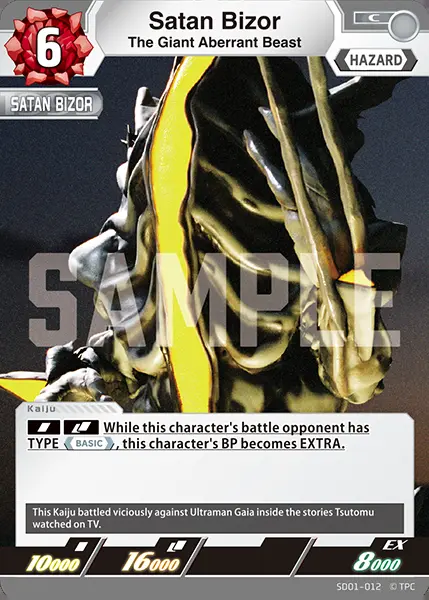 6
Satan Bizor
The Giant Aberrant Beast
C
HAZARD
SATAN BIZOR
SAMPLE
Kaiju
While this character's battle opponent has
TYPE BASIC, this character's BP becomes EXTRA.
This Kaiju battled viciously against Ultraman Gaia inside the stories Tsutomu
watched on TV.
10000
16000
EX
8000
SD01-012 © TPC